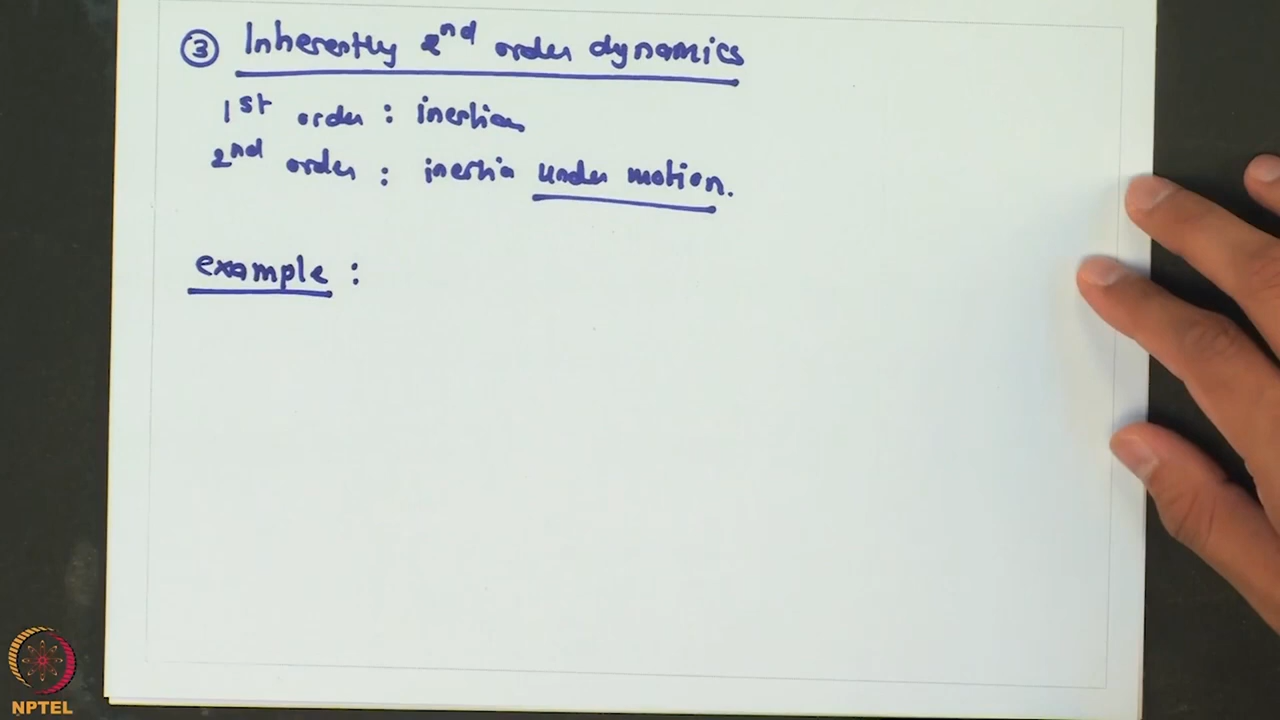 ③ Inherently 2nd order dynamics
1st order : inertia
2nd order : inertia under motion.
example :
NPTEL